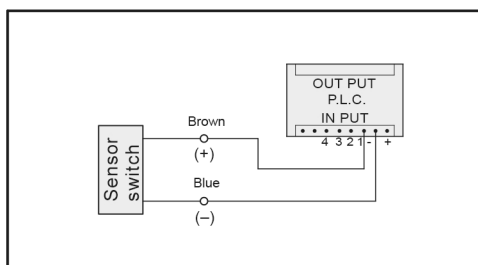 OUT PUT
P.L.C.
IN PUT
4 3 2 1 - +
Brown
(+)
Sensor
switch
Blue
(–)